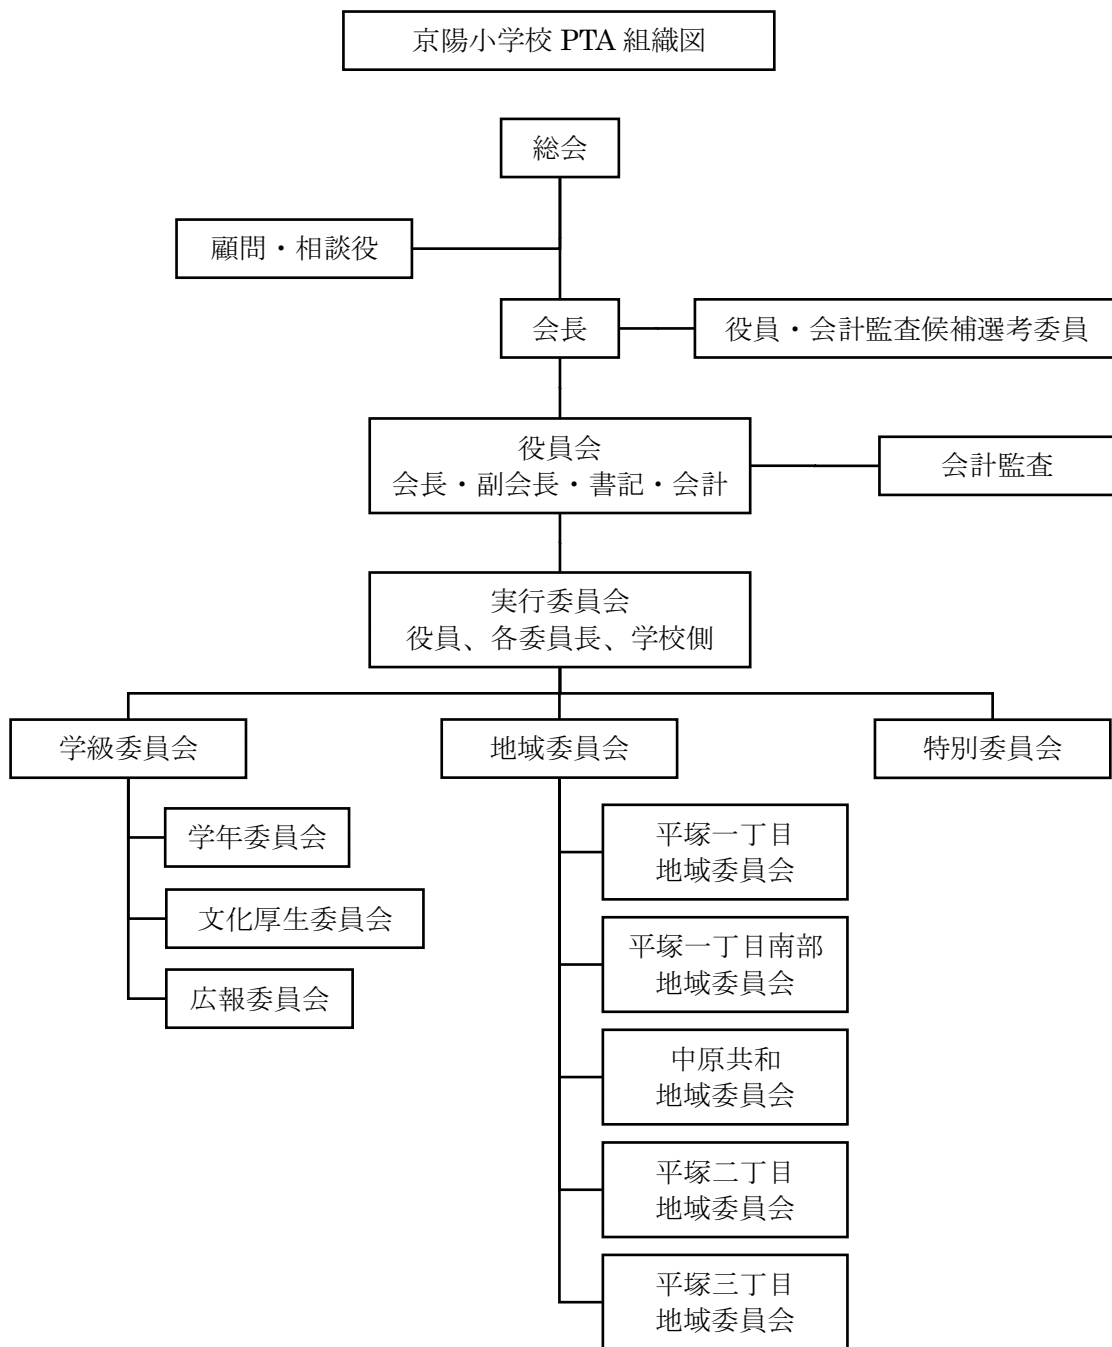 京陽小学校 PTA 組織図
総会
顧問・相談役
会長
役員・会計監査候補選考委員
役員会
会長・副会長・書記・会計
会計監査
実行委員会
役員、各委員長、学校側
学級委員会
地域委員会
特別委員会
学年委員会
文化厚生委員会
広報委員会
平塚一丁目
地域委員会
平塚一丁目南部
地域委員会
中原共和
地域委員会
平塚二丁目
地域委員会
平塚三丁目
地域委員会